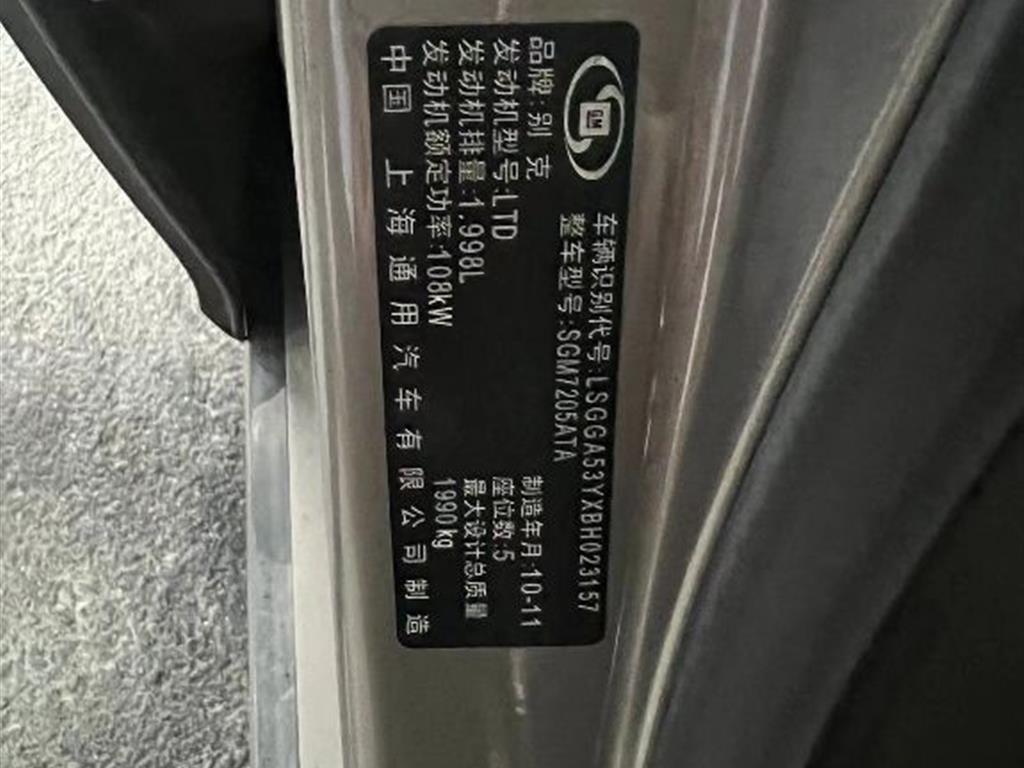 GM
车辆识别代号:LSGGA53YXBH023157
整车型号:SGM7205ATA
品牌:别克
发动机型号:LTD
发动机排量:1.998L
发动机额定功率:108kW
制造年月:10-11
座位数:5
最大设计总质量
1990kg
中国 上海通用汽车有限公司制造